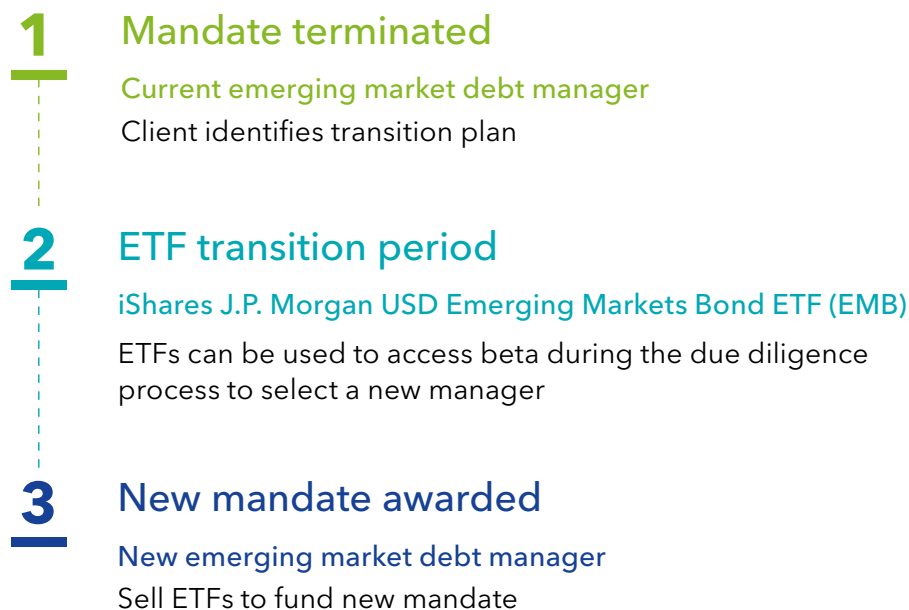 1
Mandate terminated
Current emerging market debt manager
Client identifies transition plan
2
ETF transition period
iShares J.P. Morgan USD Emerging Markets Bond ETF (EMB)
ETFs can be used to access beta during the due diligence
process to select a new manager
3
New mandate awarded
New emerging market debt manager
Sell ETFs to fund new mandate